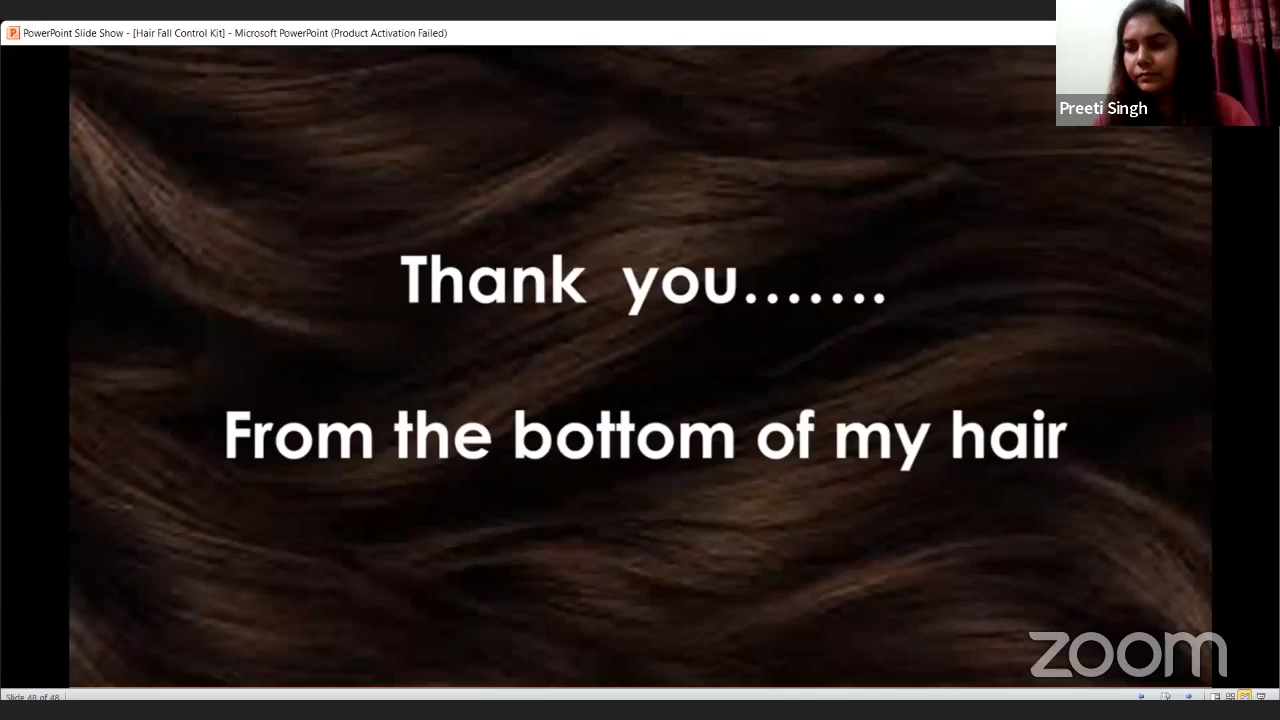 PowerPoint Slide Show - [Hair Fall Control Kit] - Microsoft PowerPoint (Product Activation Failed)
Preeti Singh
Thank you.......
From the bottom of my hair
zoom
Slide 48 of 48